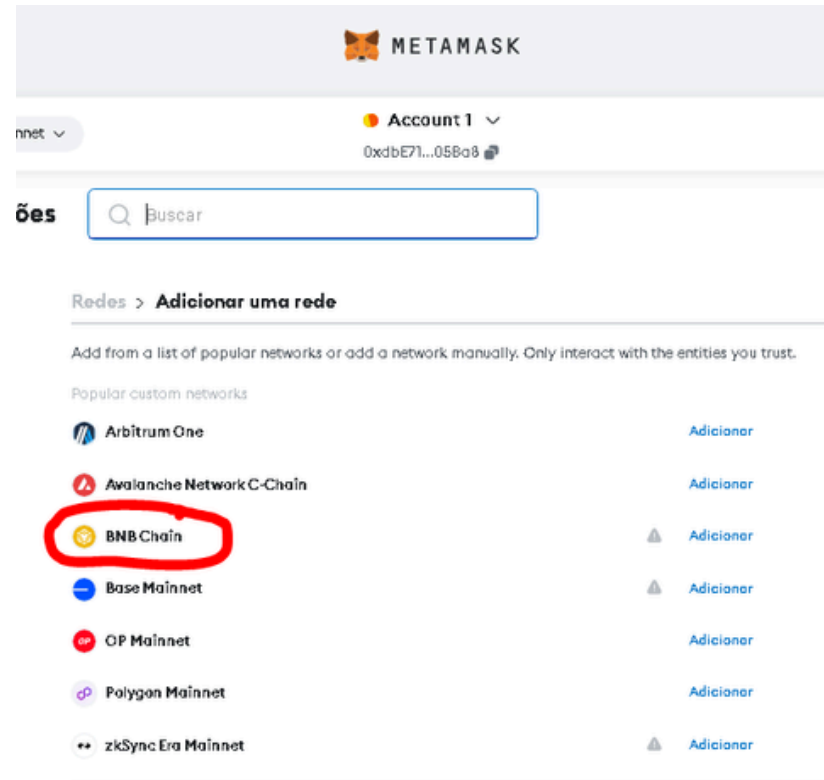 METAMASK
nnet
Account 1
0xdbE71...05Ba8
ões
Buscar
Redes > Adicionar uma rede
Add from a list of popular networks or add a network manually. Only interact with the entities you trust.
Popular custom networks
Arbitrum One Adicionar
Avalanche Network C-Chain Adicionar
BNB Chain Adicionar
Base Mainnet Adicionar
OP OP Mainnet Adicionar
Polygon Mainnet Adicionar
zkSync Era Mainnet Adicionar